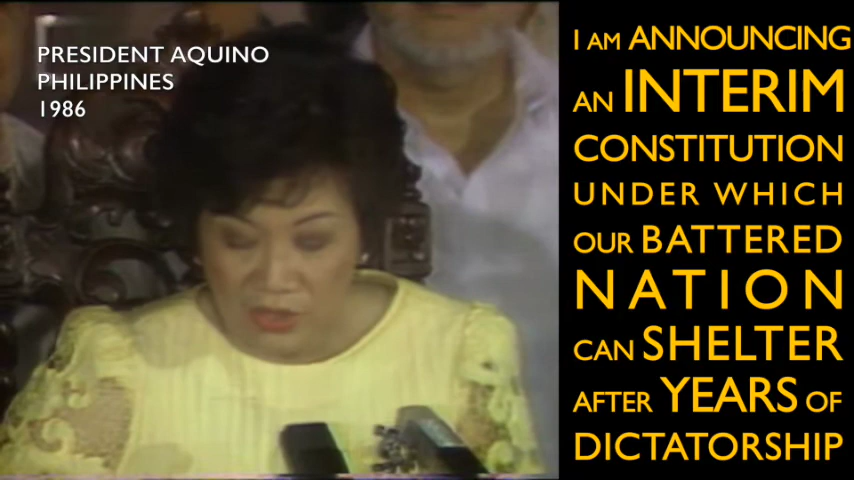 PRESIDENT AQUINO
PHILIPPINES
1986
I AM ANNOUNCING
AN INTERIM
CONSTITUTION
UNDER WHICH
OUR BATTERED
NATION
CAN SHELTER
AFTER YEARS OF
DICTATORSHIP